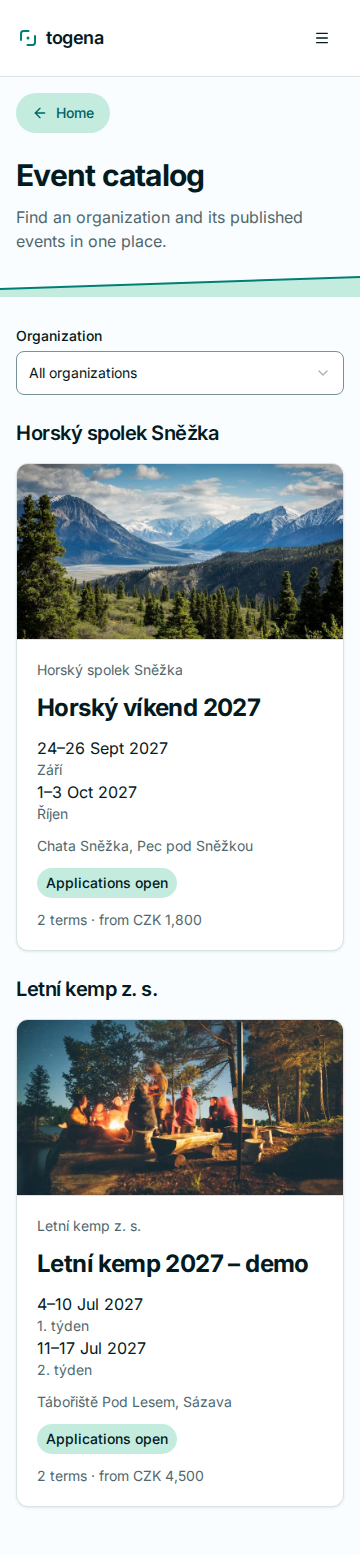 togena
Home
Event catalog
Find an organization and its published
events in one place.
Organization
All organizations
Horský spolek Sněžka
Horský spolek Sněžka
Horský víkend 2027
24–26 Sept 2027
Září
1–3 Oct 2027
Říjen
Chata Sněžka, Pec pod Sněžkou
Applications open
2 terms · from CZK 1,800
Letní kemp z. s.
Letní kemp z. s.
Letní kemp 2027 – demo
4–10 Jul 2027
1. týden
11–17 Jul 2027
2. týden
Tábořiště Pod Lesem, Sázava
Applications open
2 terms · from CZK 4,500